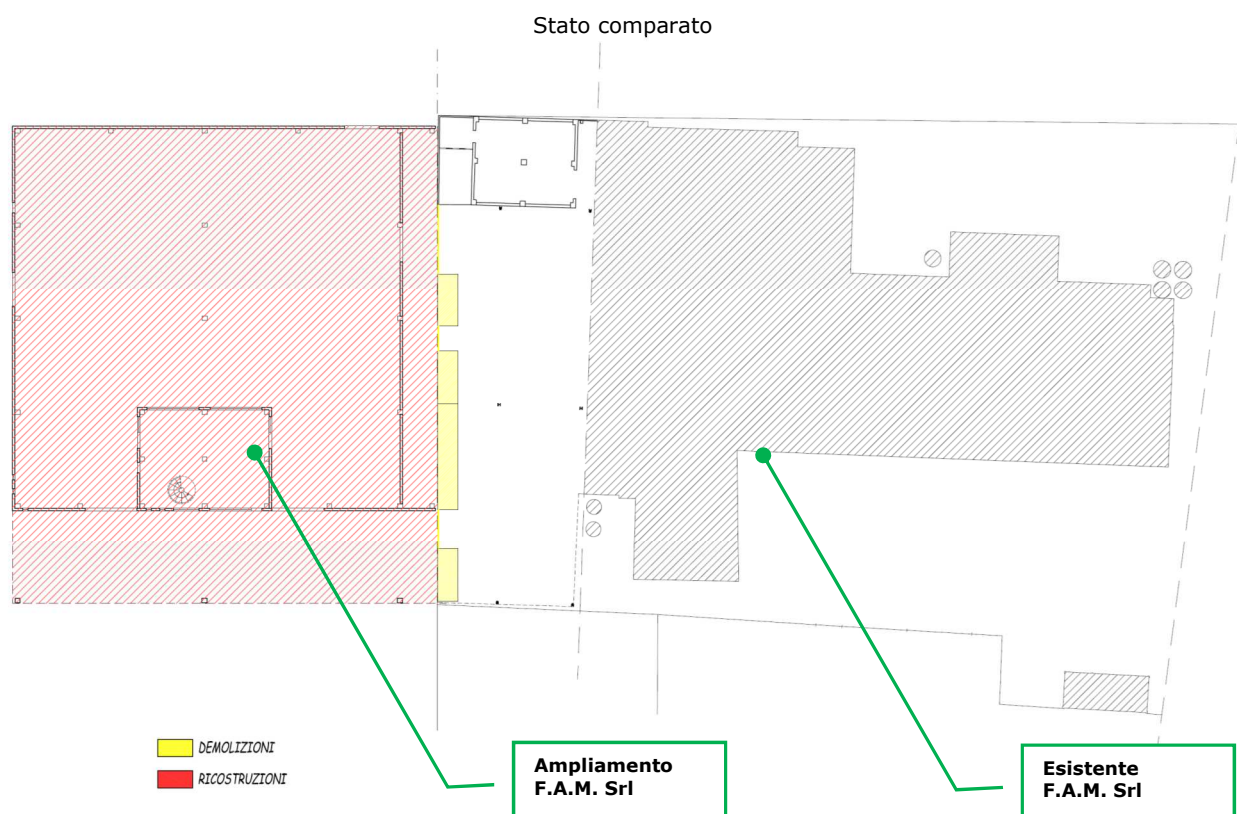 Stato comparato
DEMOLIZIONI
RICOSTRUZIONI
Ampliamento
F.A.M. Srl
Esistente
F.A.M. Srl